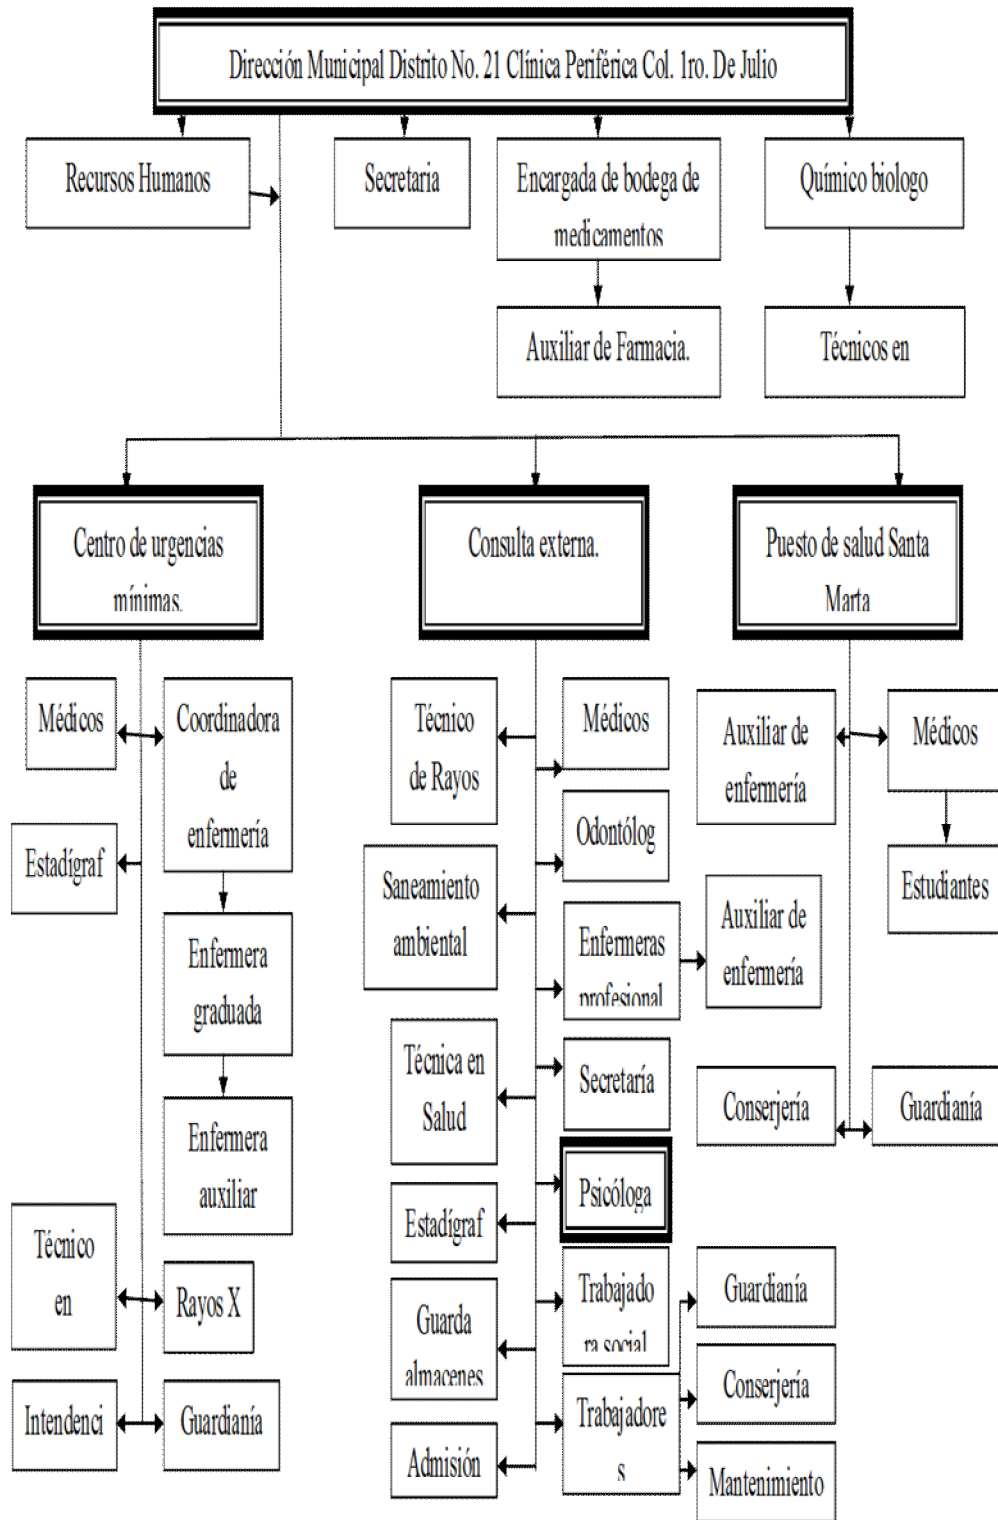 Dirección Municipal Distrito No. 21 Clínica Periférica Col. 1ro. De Julio
Recursos Humanos
Secretaria
Encargada de bodega de
medicamentos
Químico biologo
Auxiliar de Farmacia.
Técnicos en
Centro de urgencias
mínimas.
Consulta externa.
Puesto de salud Santa
Marta
Médicos
Coordinadora
de
enfermería
Estadígraf
Enfermera
graduada
Enfermera
auxiliar
Técnico
en
Rayos X
Intendenci
Guardianía
Técnico
de Rayos
Médicos
Odontólog
Saneamiento
ambiental
Enfermeras
profesional
Auxiliar de
enfermería
Técnica en
Salud
Secretaría
Psicóloga
Estadígraf
Trabajado
ra social
Guarda
almacenes
Trabajadore
s
Admisión
Guardianía
Conserjería
Mantenimiento
Auxiliar de
enfermería
Médicos
Estudiantes
Conserjería
Guardianía